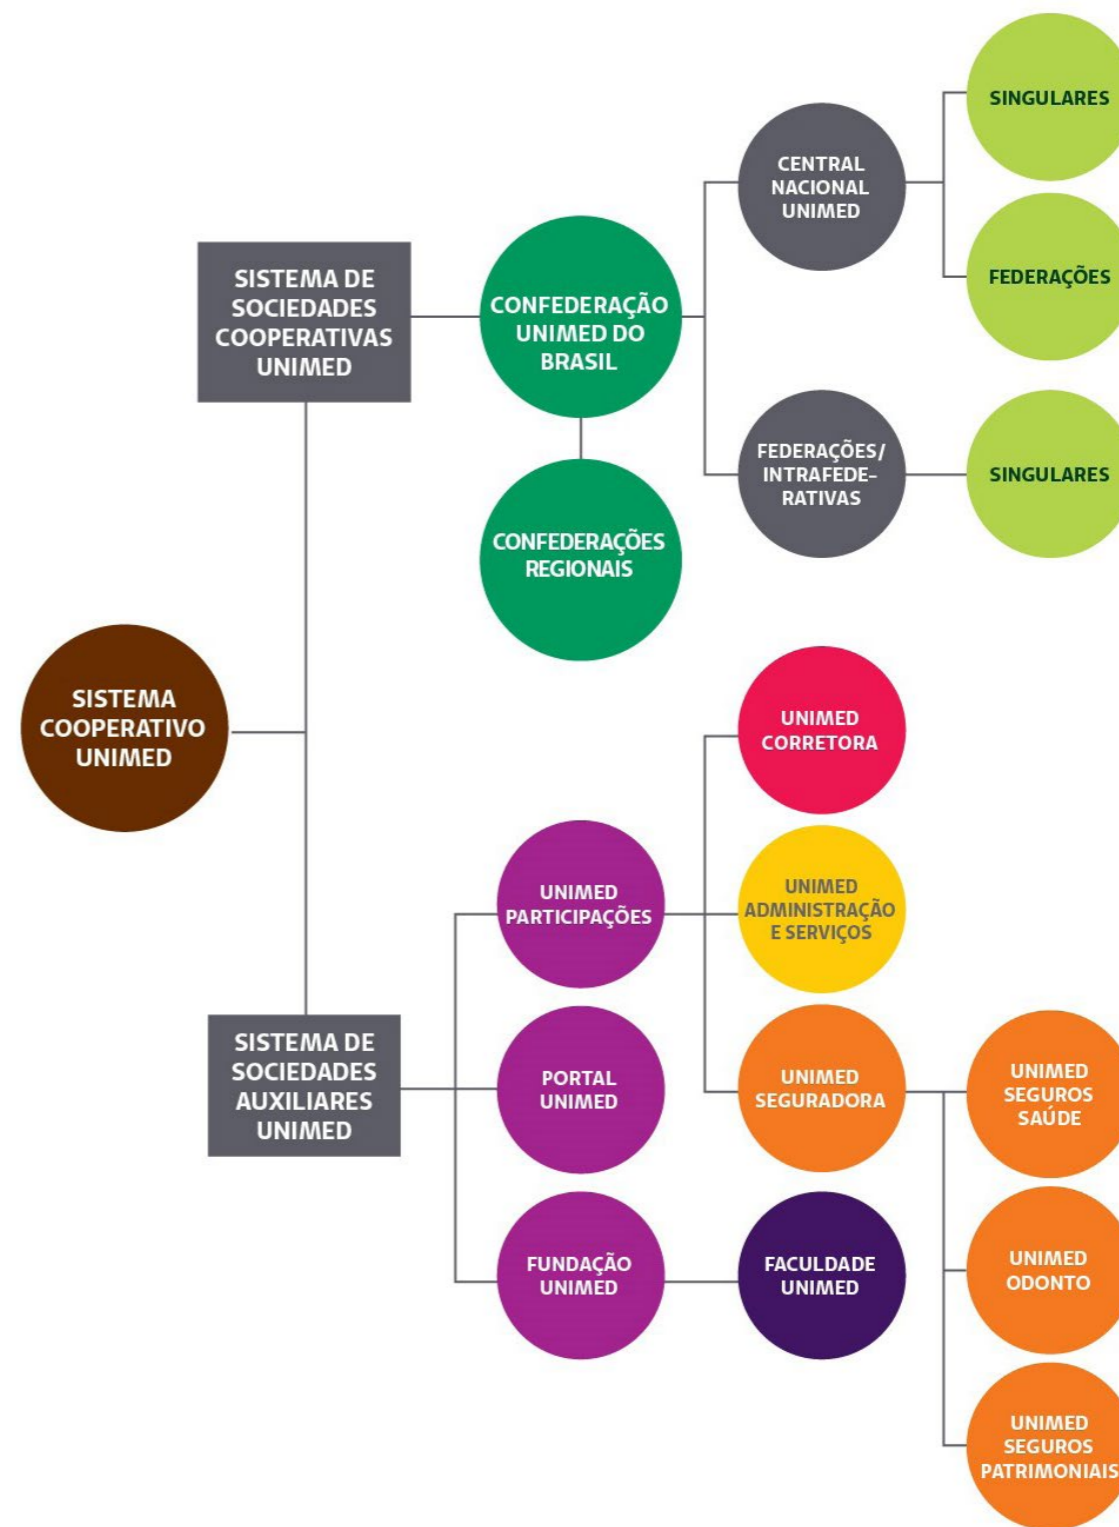 SINGULARES
CENTRAL
NACIONAL
UNIMED
FEDERAÇÕES
SISTEMA DE
SOCIEDADES
COOPERATIVAS
UNIMED
CONFEDERAÇÃO
UNIMED DO
BRASIL
FEDERAÇÕES/
INTRAFEDE-
RATIVAS
SINGULARES
CONFEDERAÇÕES
REGIONAIS
SISTEMA
COOPERATIVO
UNIMED
UNIMED
CORRETORA
UNIMED
PARTICIPAÇÕES
UNIMED
ADMINISTRAÇÃO
E SERVIÇOS
SISTEMA DE
SOCIEDADES
AUXILIARES
UNIMED
PORTAL
UNIMED
UNIMED
SEGURADORA
UNIMED
SEGUROS
SAÚDE
FUNDAÇÃO
UNIMED
FACULDADE
UNIMED
UNIMED
ODONTO
UNIMED
SEGUROS
PATRIMONIAIS